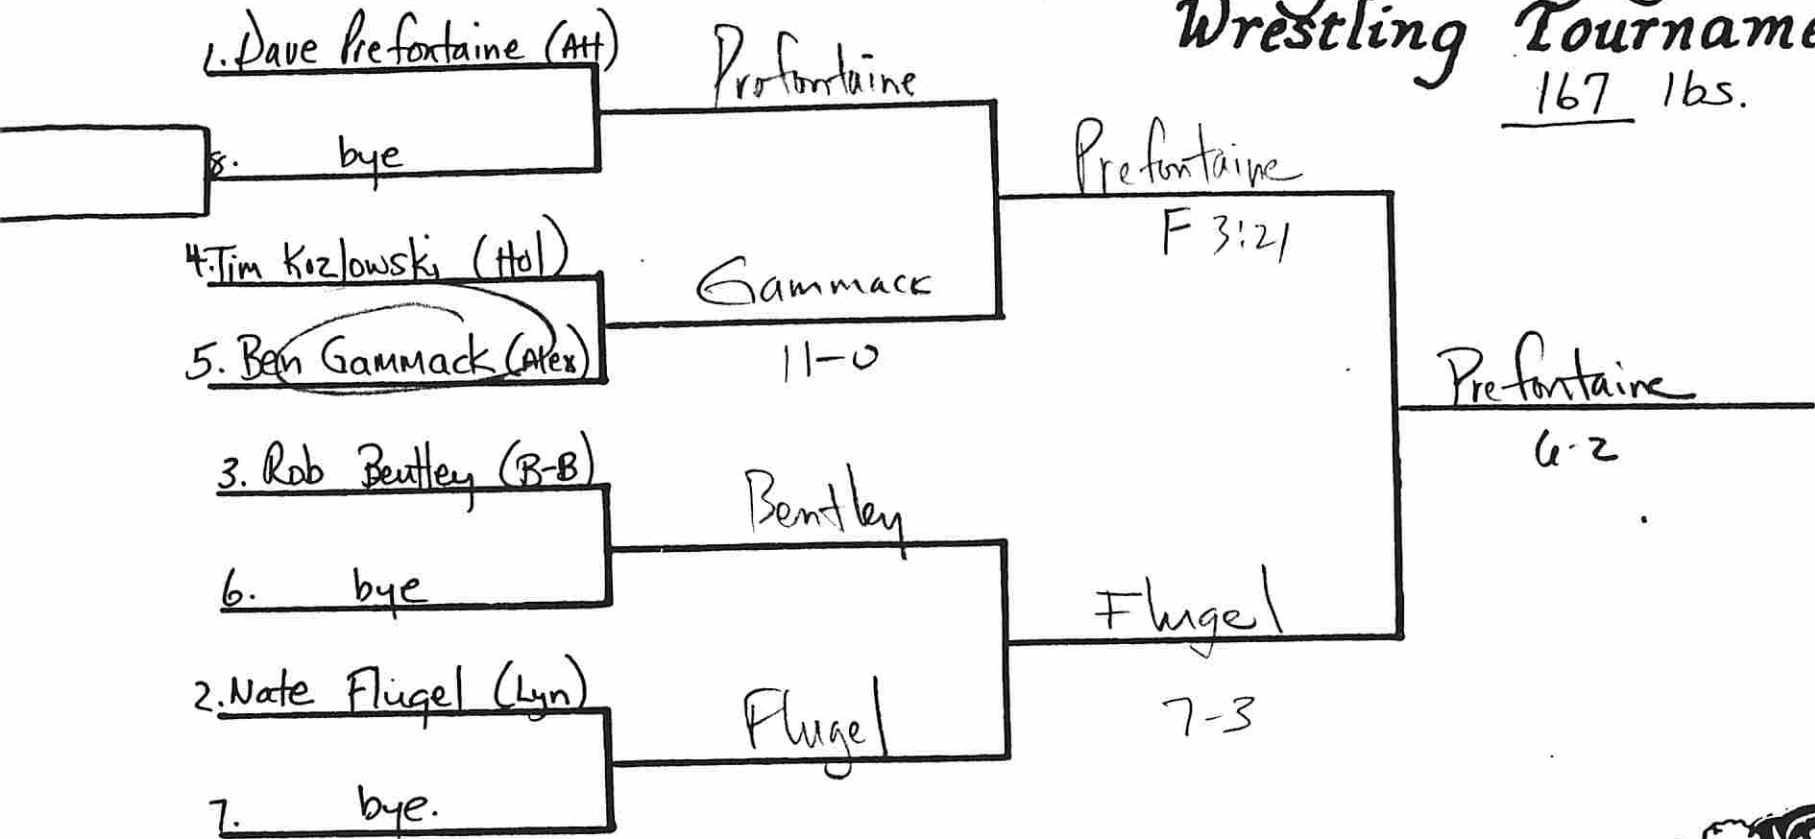 Wrestling Tourname
167 lbs.
1. Dave Prefontaine (Att)
8. bye
4. Tim Kozlowski (Hol)
5. Ben Gammack (Alex)
3. Rob Bentley (B-B)
6. bye
2. Nate Flugel (Lyn)
7. bye.
Prefontaine
Gammack
11-0
Bentley
Flugel
Prefontaine
F 3:21
Flugel
7-3
Prefontaine
6-2